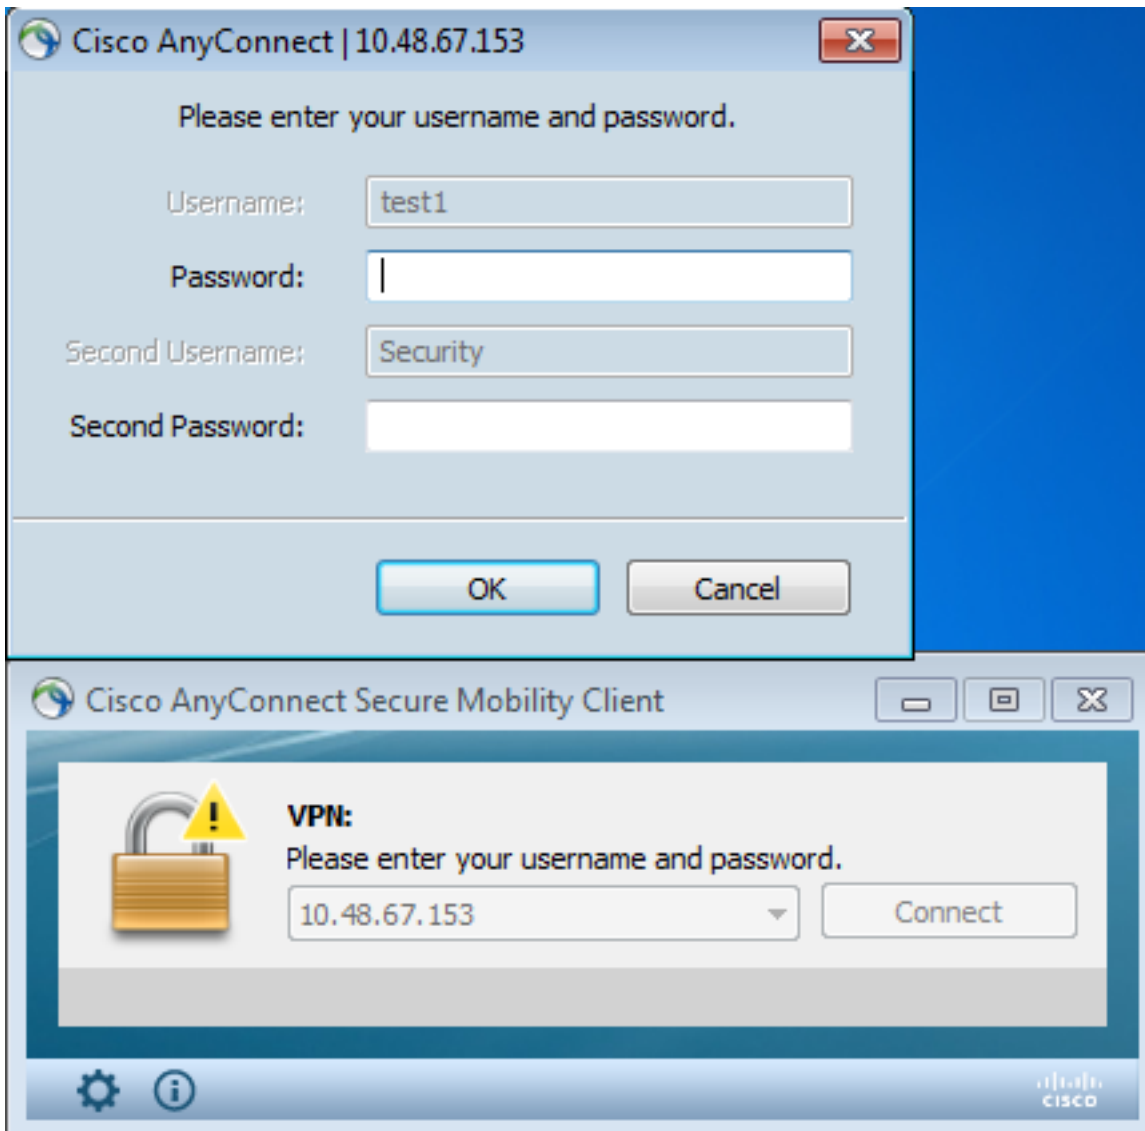 Cisco AnyConnect | 10.48.67.153
Please enter your username and password.
Username: test1
Password:
Second Username: Security
Second Password:
OK Cancel
Cisco AnyConnect Secure Mobility Client
VPN:
Please enter your username and password.
10.48.67.153 Connect
CISCO